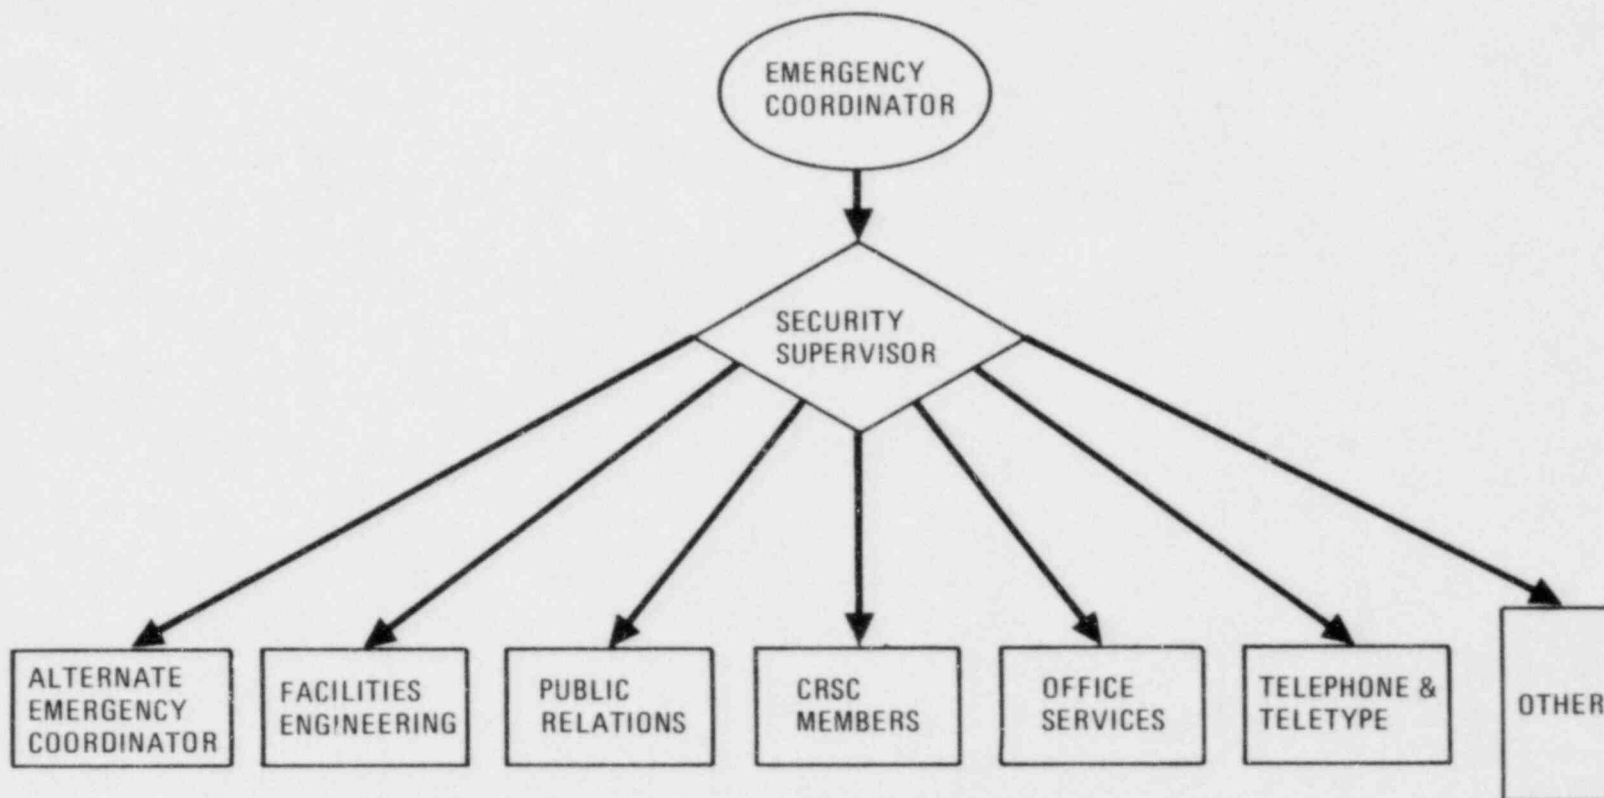 EMERGENCY
COORDINATOR
SECURITY
SUPERVISOR
ALTERNATE
EMERGENCY
COORDINATOR
FACILITIES
ENGINEERING
PUBLIC
RELATIONS
CRSC
MEMBERS
OFFICE
SERVICES
TELEPHONE &
TELETYPE
OTHER